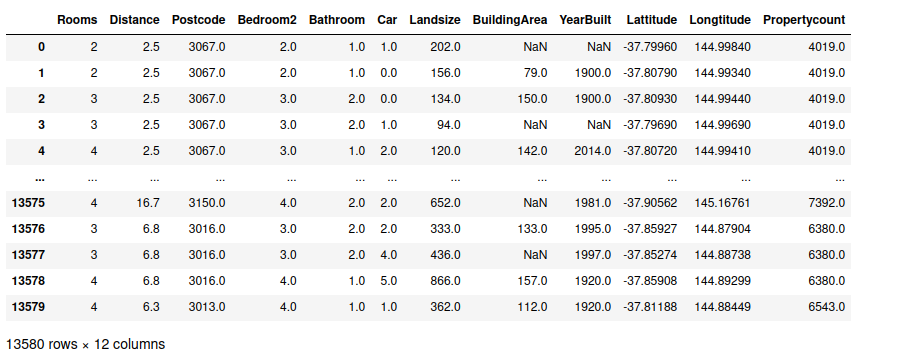 Rooms Distance Postcode Bedroom2 Bathroom Car Landsize BuildingArea YearBuilt Lattitude Longtitude Propertycount
0 2 2.5 3067.0 2.0 1.0 1.0 202.0 NaN NaN -37.79960 144.99840 4019.0
1 2 2.5 3067.0 2.0 1.0 0.0 156.0 79.0 1900.0 -37.80790 144.99340 4019.0
2 3 2.5 3067.0 3.0 2.0 0.0 134.0 150.0 1900.0 -37.80930 144.99440 4019.0
3 3 2.5 3067.0 3.0 2.0 1.0 94.0 NaN NaN -37.79690 144.99690 4019.0
4 4 2.5 3067.0 3.0 1.0 2.0 120.0 142.0 2014.0 -37.80720 144.99410 4019.0
... ... ... ... ... ... ... ... ... ... ... ... ...
13575 4 16.7 3150.0 4.0 2.0 2.0 652.0 NaN 1981.0 -37.90562 145.16761 7392.0
13576 3 6.8 3016.0 3.0 2.0 2.0 333.0 133.0 1995.0 -37.85927 144.87904 6380.0
13577 3 6.8 3016.0 3.0 2.0 4.0 436.0 NaN 1997.0 -37.85274 144.88738 6380.0
13578 4 6.8 3016.0 4.0 1.0 5.0 866.0 157.0 1920.0 -37.85908 144.89299 6380.0
13579 4 6.3 3013.0 4.0 1.0 1.0 362.0 112.0 1920.0 -37.81188 144.88449 6543.0
13580 rows × 12 columns